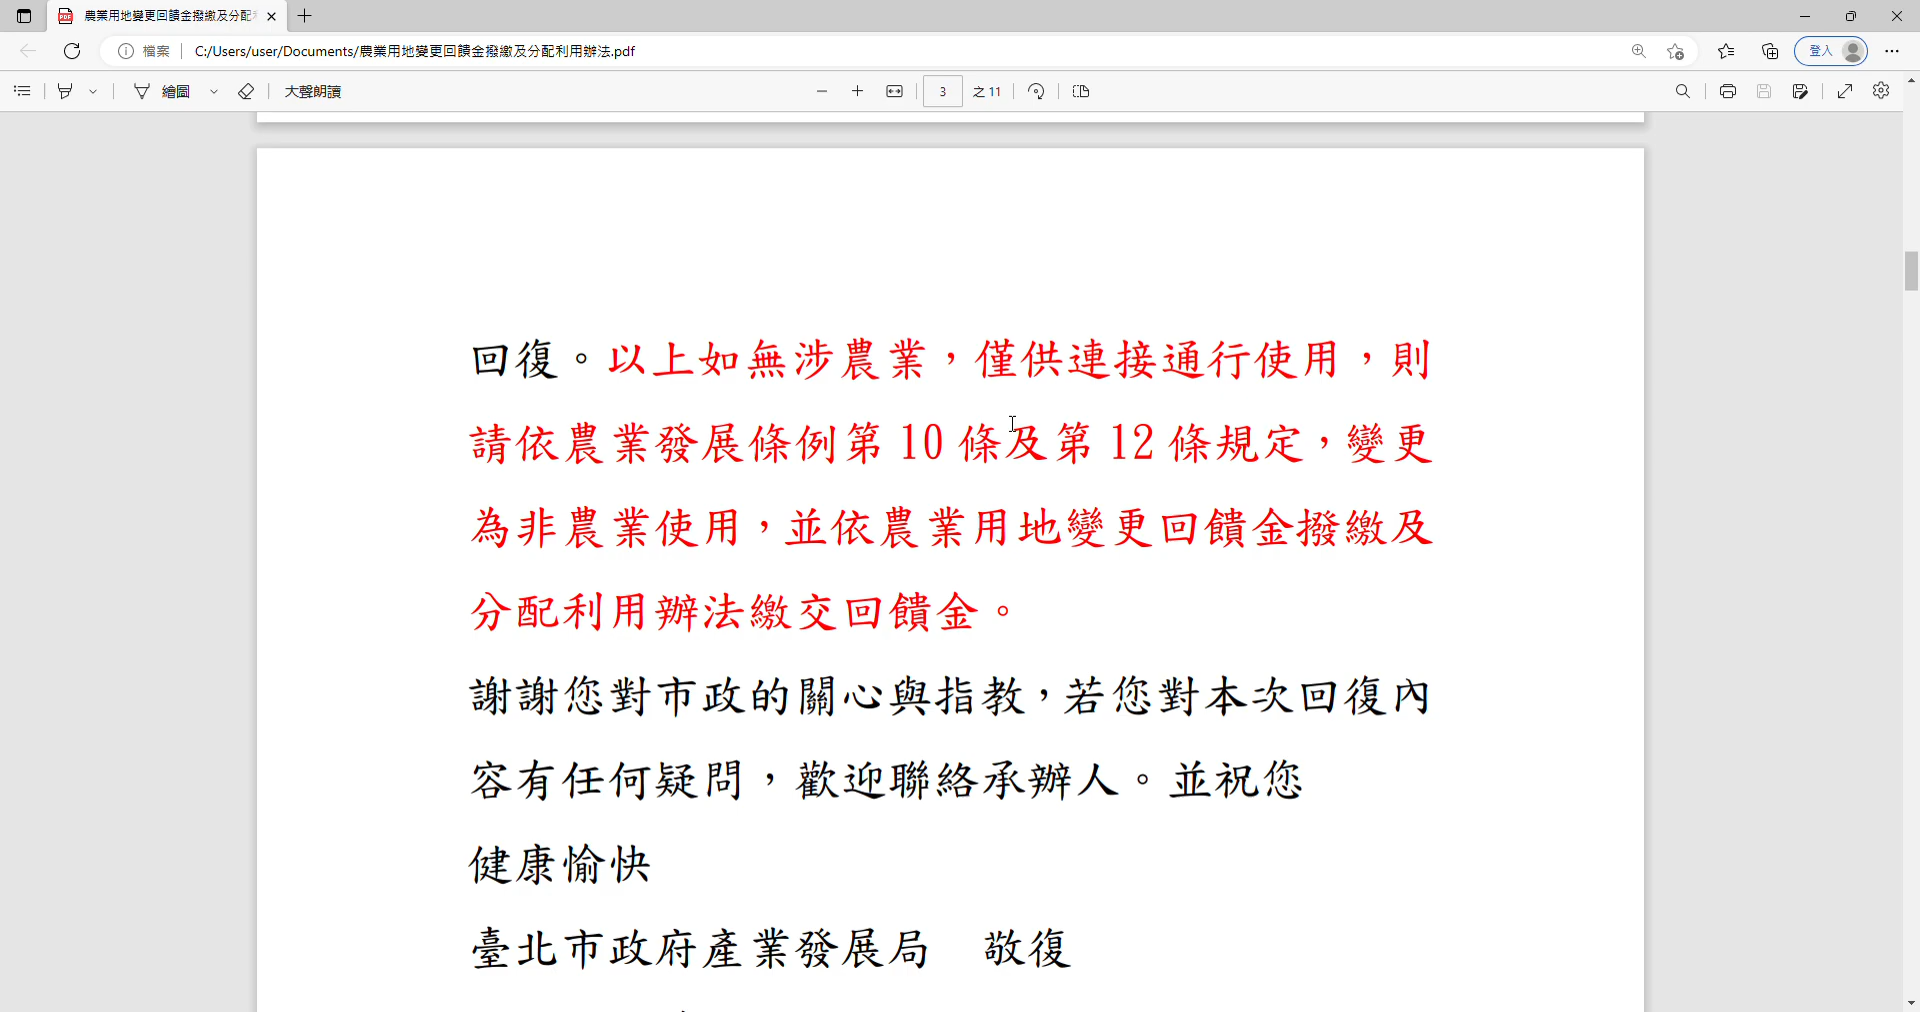 農業用地變更回饋金撥繳及分配
檔案
C:/Users/user/Documents/農業用地變更回饋金撥繳及分配利用辦法.pdf
登入
繪圖
大聲朗讀
3
之 11
回復。以上如無涉農業，僅供連接通行使用，則
請依農業發展條例第 10 條及第 12 條規定，變更
為非農業使用，並依農業用地變更回饋金撥繳及
分配利用辦法繳交回饋金。
謝謝您對市政的關心與指教，若您對本次回復內
容有任何疑問，歡迎聯絡承辦人。並祝您
健康愉快
臺北市政府產業發展局　敬復